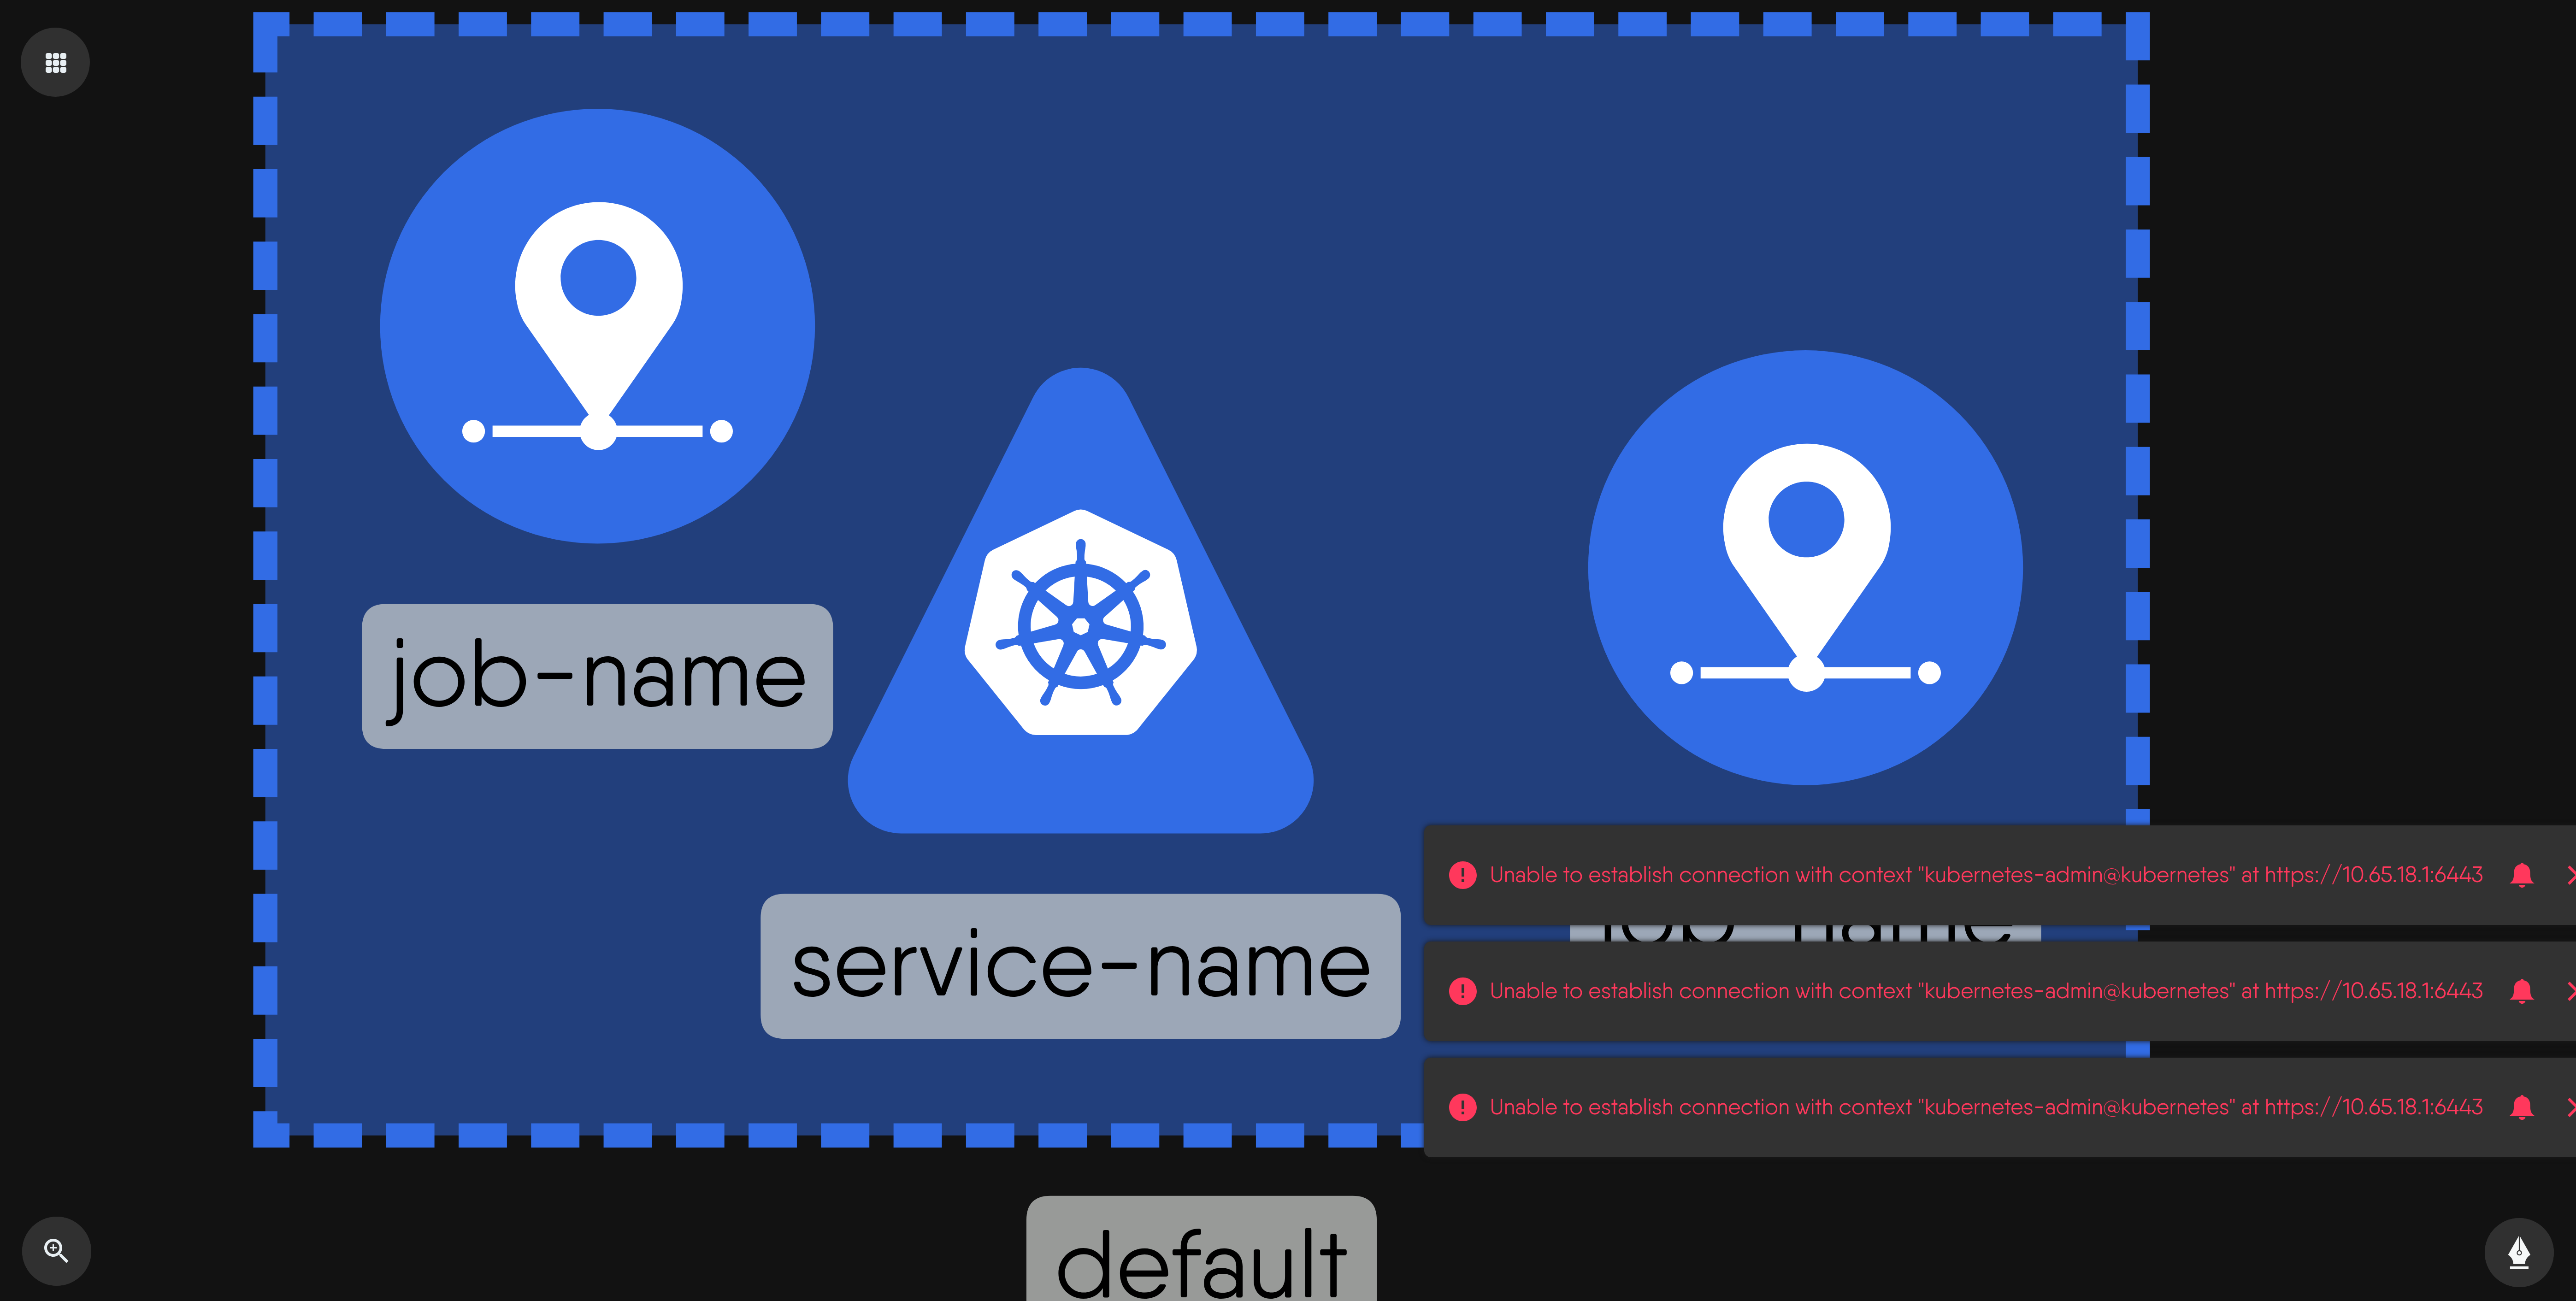 job-name
service-name
Unable to establish connection with context "kubernetes-admin@kubernetes" at https://10.65.18.1:6443
job-name
Unable to establish connection with context "kubernetes-admin@kubernetes" at https://10.65.18.1:6443
Unable to establish connection with context "kubernetes-admin@kubernetes" at https://10.65.18.1:6443
default